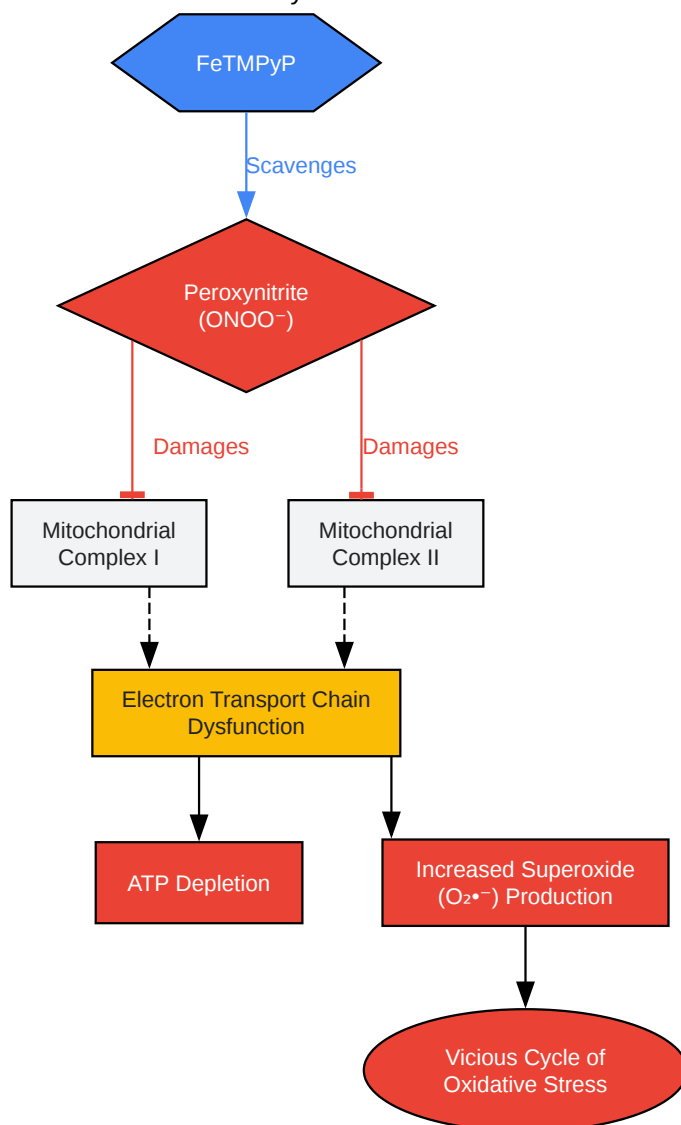 FeTMPyP
Scavenges
Peroxynitrite
(ONOO⁻)
Damages
Damages
Mitochondrial
Complex I
Mitochondrial
Complex II
Electron Transport Chain
Dysfunction
ATP Depletion
Increased Superoxide
(O₂•⁻) Production
Vicious Cycle of
Oxidative Stress